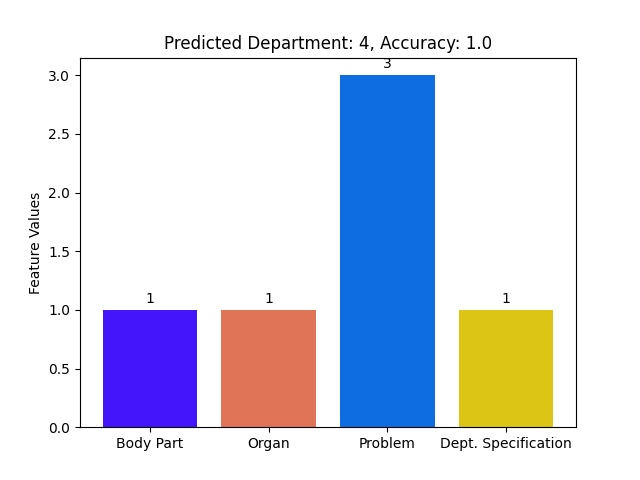 Predicted Department: 4, Accuracy: 1.0
3.0
2.5
2.0
1.5
1.0
0.5
0.0
Feature Values
1
1
3
1
Body Part
Organ
Problem
Dept. Specification